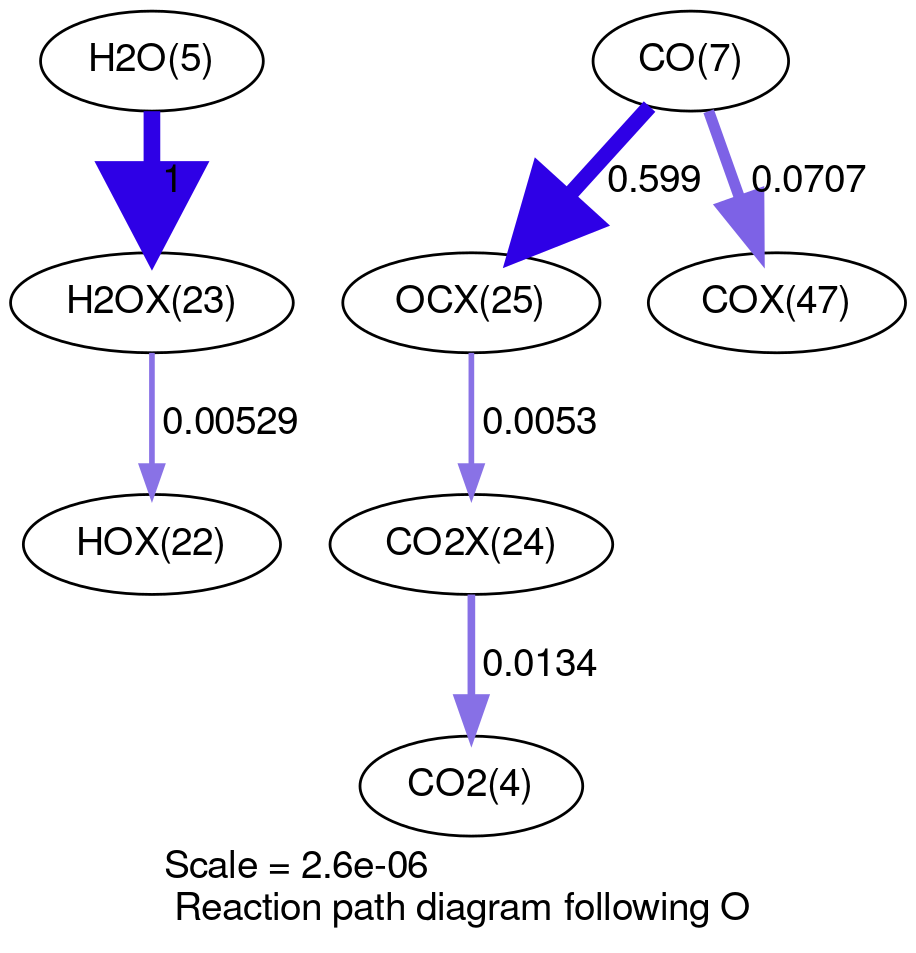 H2O(5)
CO(7)
1
0.599
0.0707
H2OX(23)
OCX(25)
COX(47)
0.00529
0.0053
HOX(22)
CO2X(24)
0.0134
CO2(4)
Scale = 2.6e-06
Reaction path diagram following O